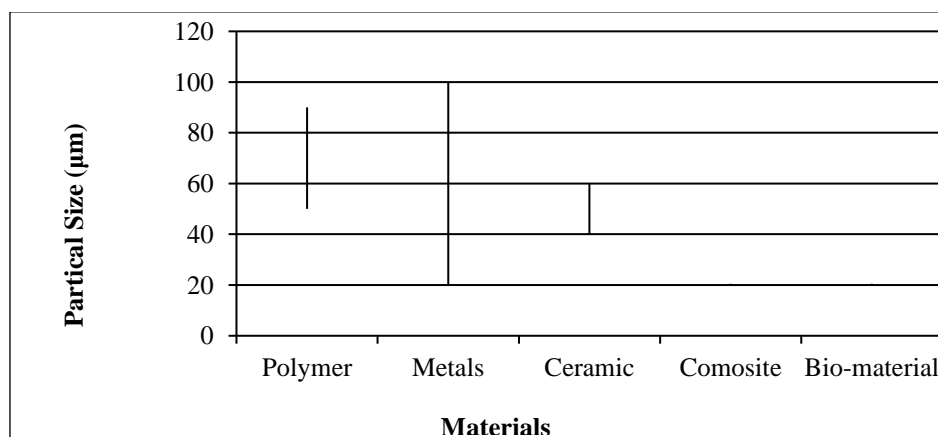 Partical Size (µm)
120
100
80
60
40
20
0
Polymer Metals Ceramic Comosite Bio-material
Materials